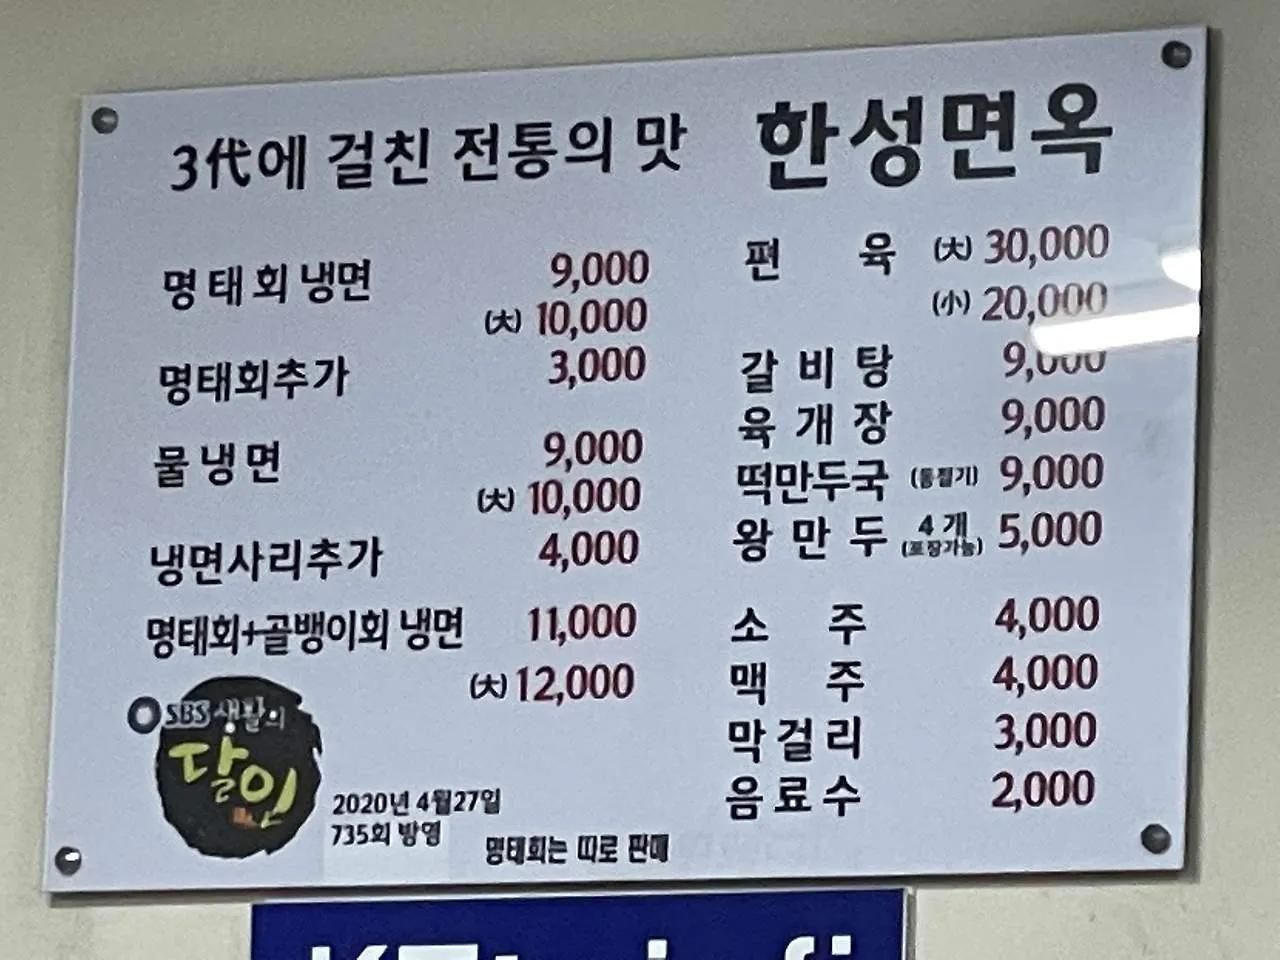 3代에 걸친 전통의 맛 한성면옥
명태회냉면 9,000
(大) 10,000
명태회추가 3,000
물냉면 9,000
(大) 10,000
냉면사리추가 4,000
명태회+골뱅이회 냉면 11,000
(大) 12,000
SBS 생활의
달인
2020년 4월27일
735회 방영
명태회는 따로 판매
편육 (大) 30,000
(小) 20,000
갈비탕 9,000
육개장 9,000
떡만두국 (동절기) 9,000
왕만두 4개 5,000
(포장가능)
소주 4,000
맥주 4,000
막걸리 3,000
음료수 2,000